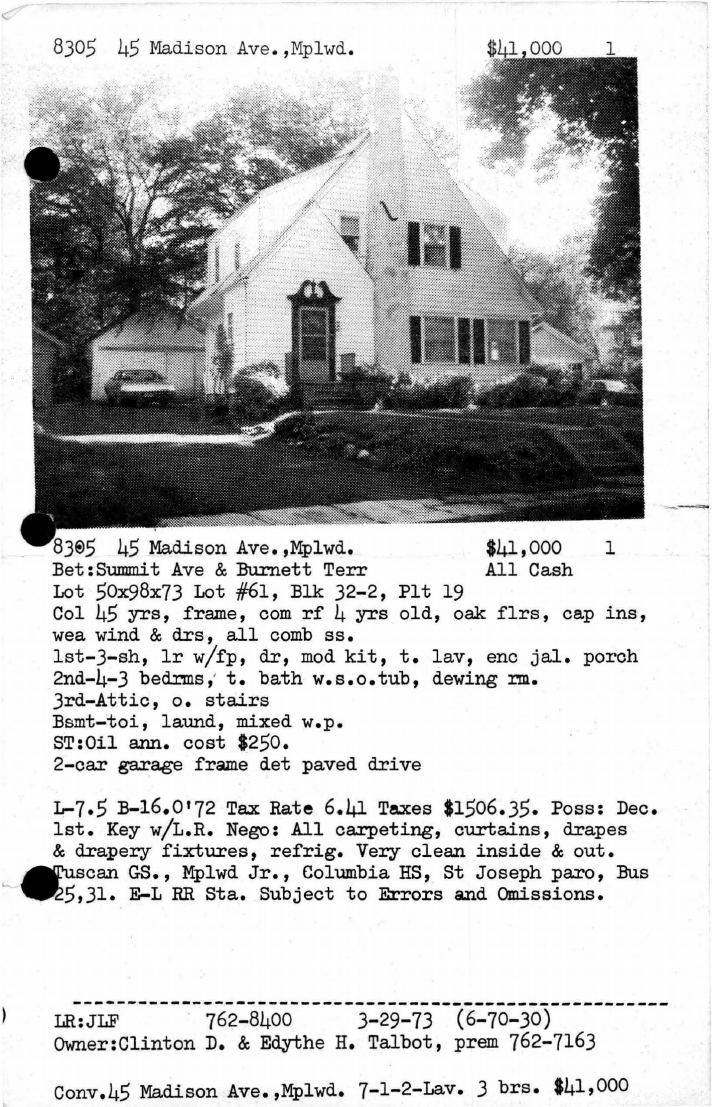 8305 45 Madison Ave.,Mplwd. $41,000 1
8305 45 Madison Ave.,Mplwd. $41,000 1
Bet:Summit Ave & Burnett Terr All Cash
Lot 50x98x73 Lot #61, Blk 32-2, Plt 19
Col 45 yrs, frame, com rf 4 yrs old, oak flrs, cap ins,
wea wind & drs, all comb ss.
1st-3-sh, lr w/fp, dr, mod kit, t. lav, enc jal. porch
2nd-4-3 bedrms, t. bath w.s.o.tub, dewing rm.
3rd-Attic, o. stairs
Bsmt-toi, laund, mixed w.p.
ST:Oil ann. cost $250.
2-car garage frame det paved drive
L-7.5 B-16.0'72 Tax Rate 6.41 Taxes $1506.35. Poss: Dec.
1st. Key w/L.R. Nego: All carpeting, curtains, drapes
& drapery fixtures, refrig. Very clean inside & out.
Tuscan GS., Mplwd Jr., Columbia HS, St Joseph paro, Bus
25,31. E-L RR Sta. Subject to Errors and Omissions.
LR:JLF 762-8400 3-29-73 (6-70-30)
Owner:Clinton D. & Edythe H. Talbot, prem 762-7163
Conv.45 Madison Ave.,Mplwd. 7-1-2-Lav. 3 brs. $41,000